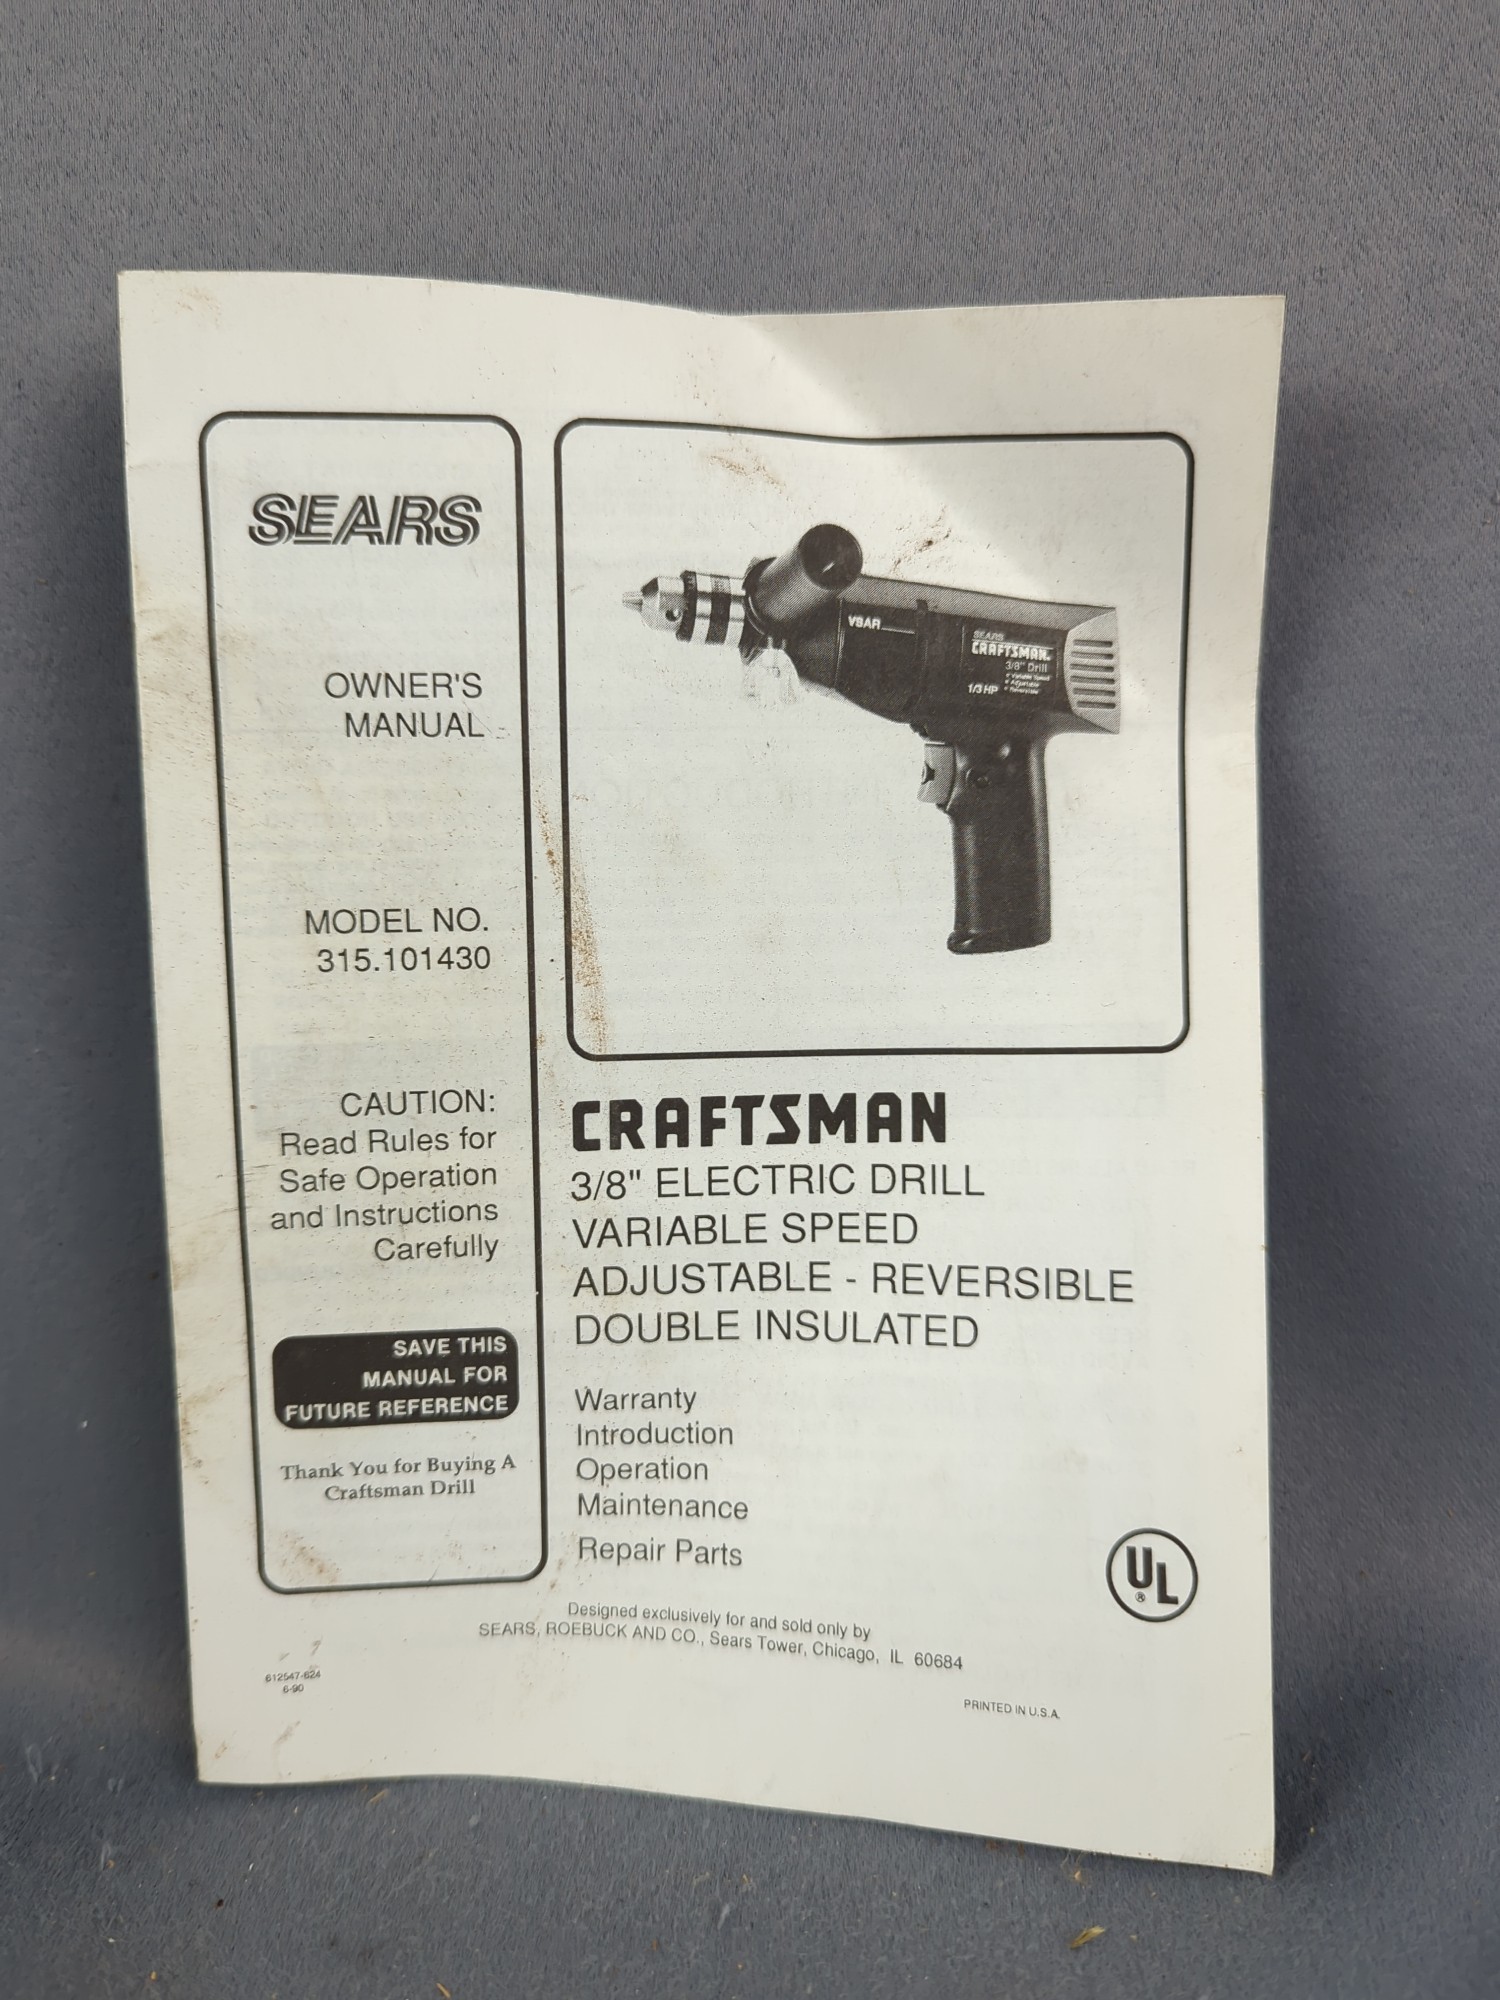 SEARS
OWNER'S
MANUAL
MODEL NO.
315.101430
CAUTION:
Read Rules for
Safe Operation
and Instructions
Carefully
SAVE THIS
MANUAL FOR
FUTURE REFERENCE
Thank You for Buying A
Craftsman Drill
VSAR
SEARS
CRAFTSMAN
3/8" Drill
• Variable Speed
• Adjustable
• Reversible
1/3 HP
CRAFTSMAN
3/8" ELECTRIC DRILL
VARIABLE SPEED
ADJUSTABLE - REVERSIBLE
DOUBLE INSULATED
Warranty
Introduction
Operation
Maintenance
Repair Parts
UL
®
Designed exclusively for and sold only by
SEARS, ROEBUCK AND CO., Sears Tower, Chicago, IL 60684
612547-624
6-90
PRINTED IN U.S.A.